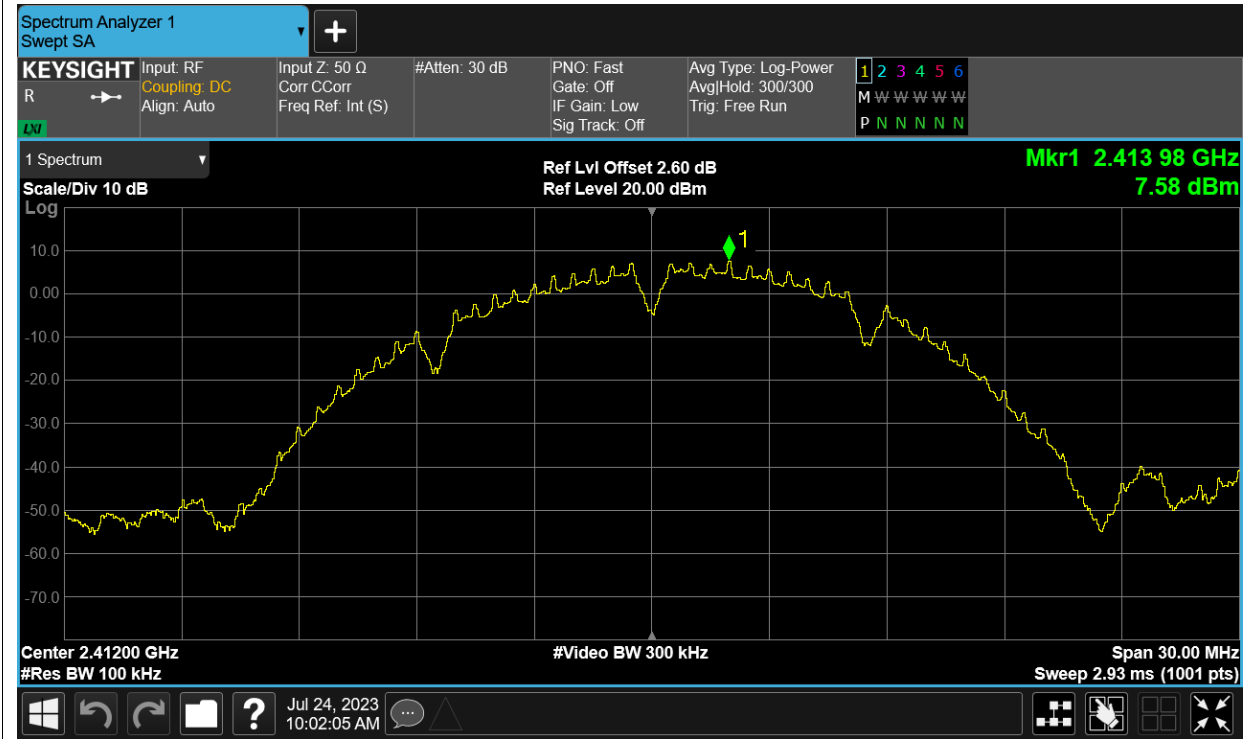 Spectrum Analyzer 1
Swept SA
▼
+
KEYSIGHT
R
LXI
Input: RF
Coupling: DC
Align: Auto
Input Z: 50 Ω
Corr CCorr
Freq Ref: Int (S)
#Atten: 30 dB
PNO: Fast
Gate: Off
IF Gain: Low
Sig Track: Off
Avg Type: Log-Power
Avg|Hold: 300/300
Trig: Free Run
1 2 3 4 5 6
M W W W W W
P N N N N N
1 Spectrum ▼
Scale/Div 10 dB
Log
Ref Lvl Offset 2.60 dB
Ref Level 20.00 dBm
Mkr1 2.413 98 GHz
7.58 dBm
1
10.0
0.00
-10.0
-20.0
-30.0
-40.0
-50.0
-60.0
-70.0
Center 2.41200 GHz
#Res BW 100 kHz
#Video BW 300 kHz
Span 30.00 MHz
Sweep 2.93 ms (1001 pts)
?
Jul 24, 2023
10:02:05 AM